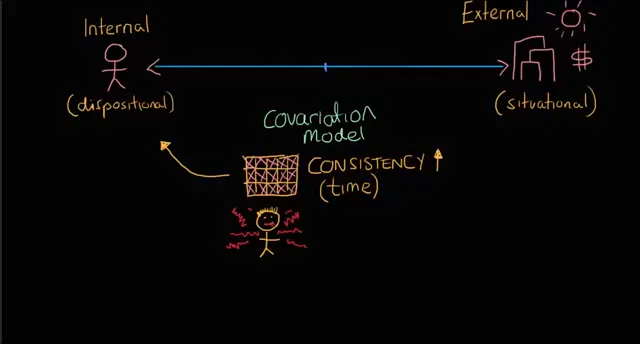 Internal
External
$
(dispositional)
(situational)
Covariation
model
CONSISTENCY
(time)